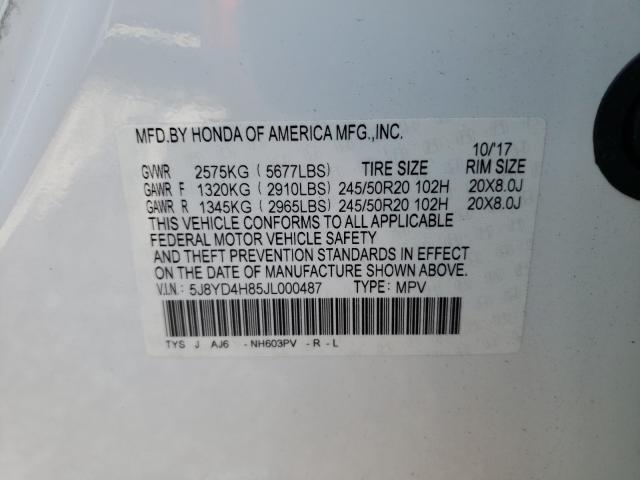 MFD.BY HONDA OF AMERICA MFG.,INC.
10/'17
GVWR 2575KG ( 5677LBS) TIRE SIZE RIM SIZE
GAWR F 1320KG ( 2910LBS) 245/50R20 102H 20X8.0J
GAWR R 1345KG ( 2965LBS) 245/50R20 102H 20X8.0J
THIS VEHICLE CONFORMS TO ALL APPLICABLE
FEDERAL MOTOR VEHICLE SAFETY
AND THEFT PREVENTION STANDARDS IN EFFECT
ON THE DATE OF MANUFACTURE SHOWN ABOVE.
V.I.N.: 5J8YD4H85JL000487 TYPE: MPV
TYS J AJ6 - NH603PV - R - L